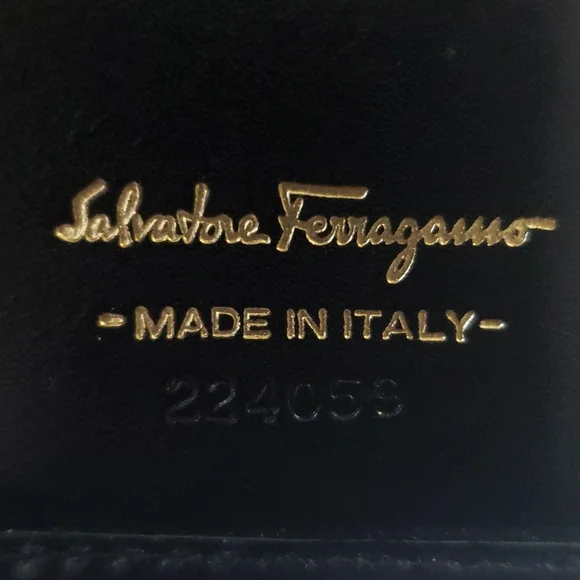 Salvatore Ferragamo
- MADE IN ITALY -
224059